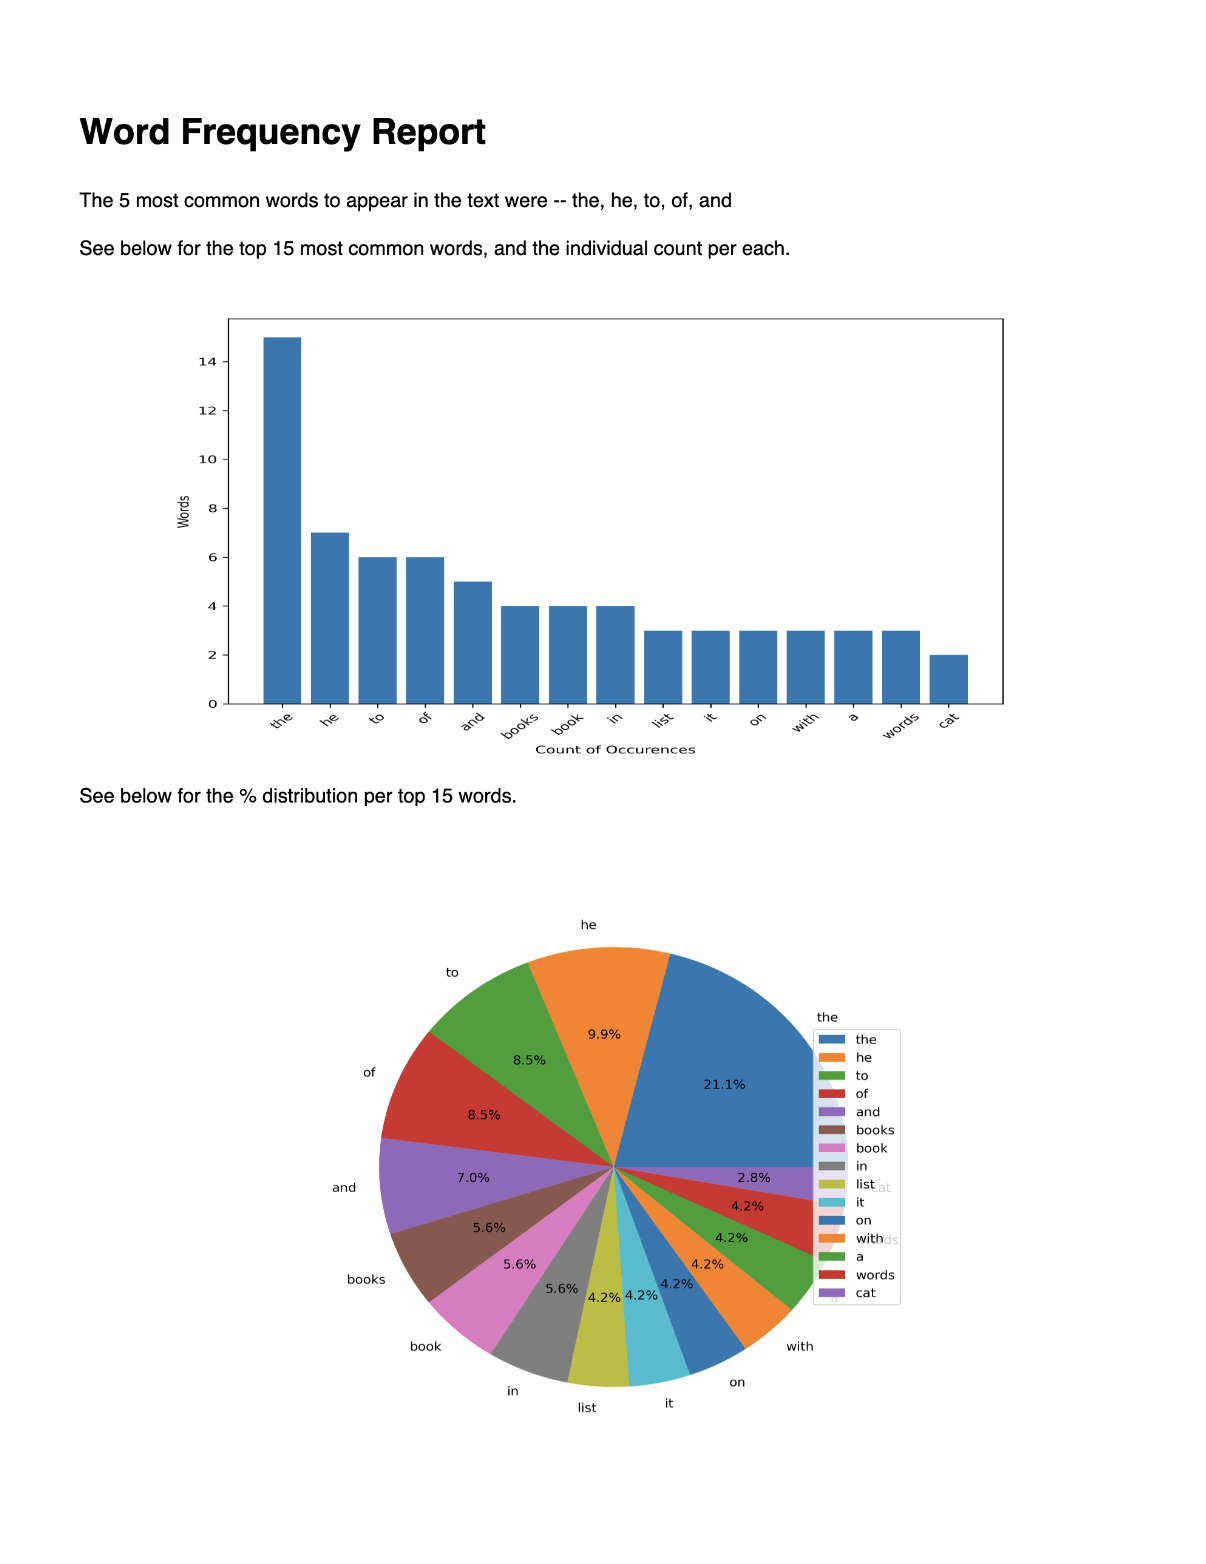 Word Frequency Report
The 5 most common words to appear in the text were -- the, he, to, of, and
See below for the top 15 most common words, and the individual count per each.
14
12
10
8
6
4
2
0
Words
the he to of and books book in list it on with a words cat
Count of Occurences
See below for the % distribution per top 15 words.
he
to
of
and
books
book
in
list
it
on
with
a
cat
the
21.1%
9.9%
8.5%
8.5%
7.0%
5.6%
5.6%
5.6%
4.2%
4.2%
4.2%
4.2%
4.2%
4.2%
2.8%
the
he
to
of
and
books
book
in
list
it
on
with
a
words
cat